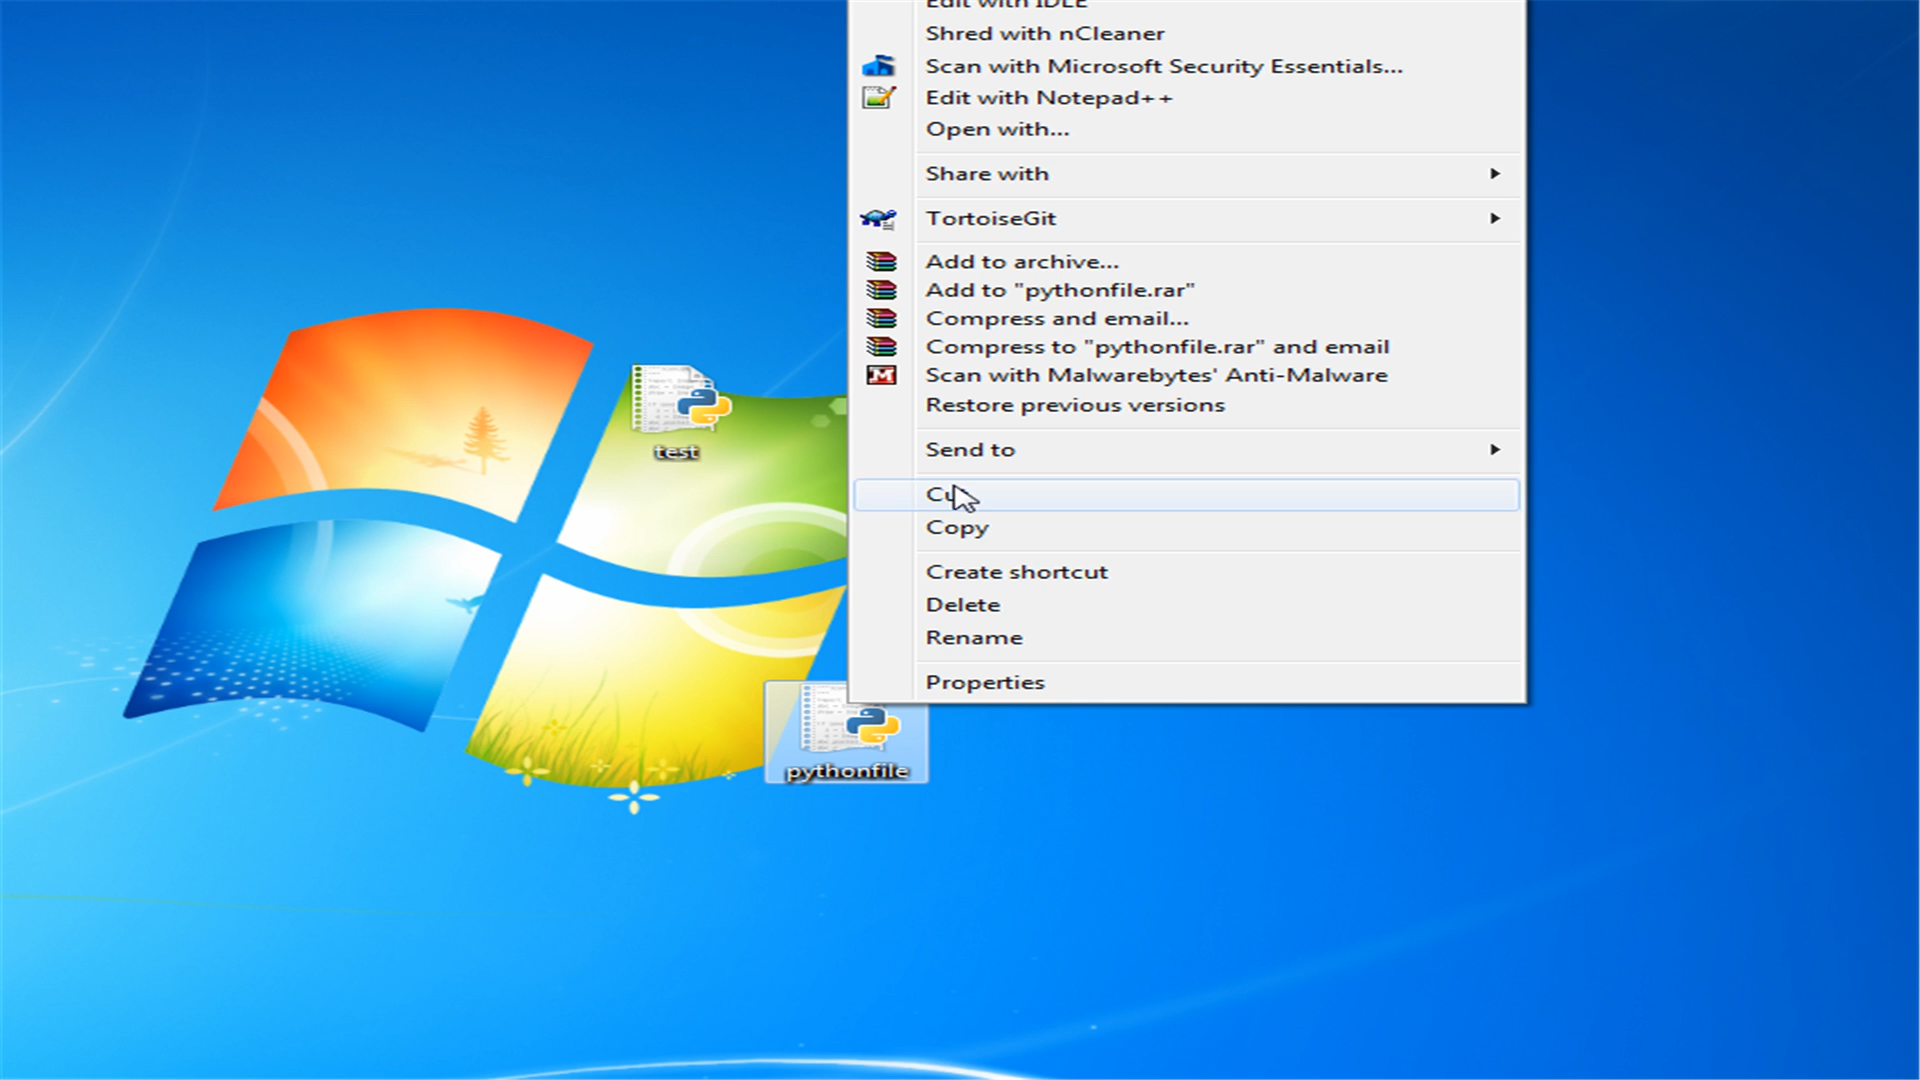 Edit with IDLE
Shred with nCleaner
Scan with Microsoft Security Essentials...
Edit with Notepad++
Open with...
Share with
TortoiseGit
Add to archive...
Add to "pythonfile.rar"
Compress and email...
Compress to "pythonfile.rar" and email
Scan with Malwarebytes' Anti-Malware
Restore previous versions
Send to
Cut
Copy
Create shortcut
Delete
Rename
Properties
test
pythonfile